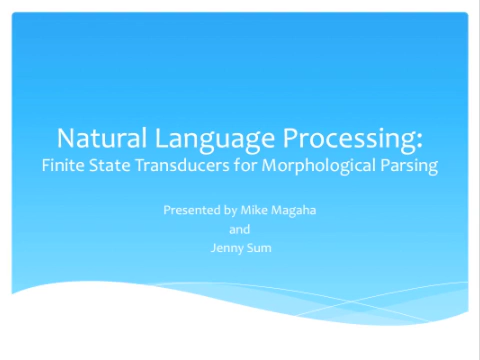 Natural Language Processing:
Finite State Transducers for Morphological Parsing
Presented by Mike Magaha
and
Jenny Sum